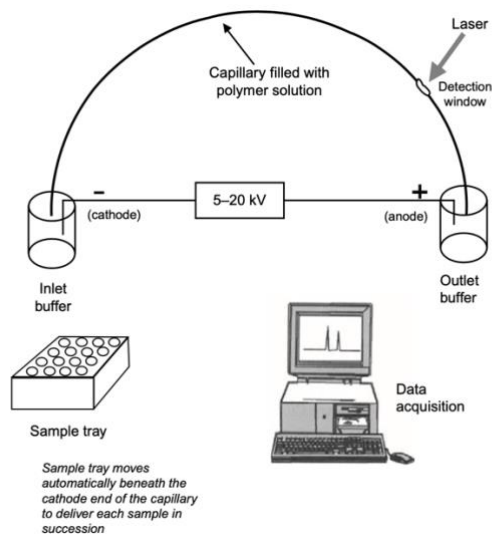 Laser
Capillary filled with
polymer solution
Detection
window
–
+
5–20 kV
(cathode)
(anode)
Inlet
buffer
Outlet
buffer
Data
acquisition
Sample tray
Sample tray moves
automatically beneath the
cathode end of the capillary
to deliver each sample in
succession